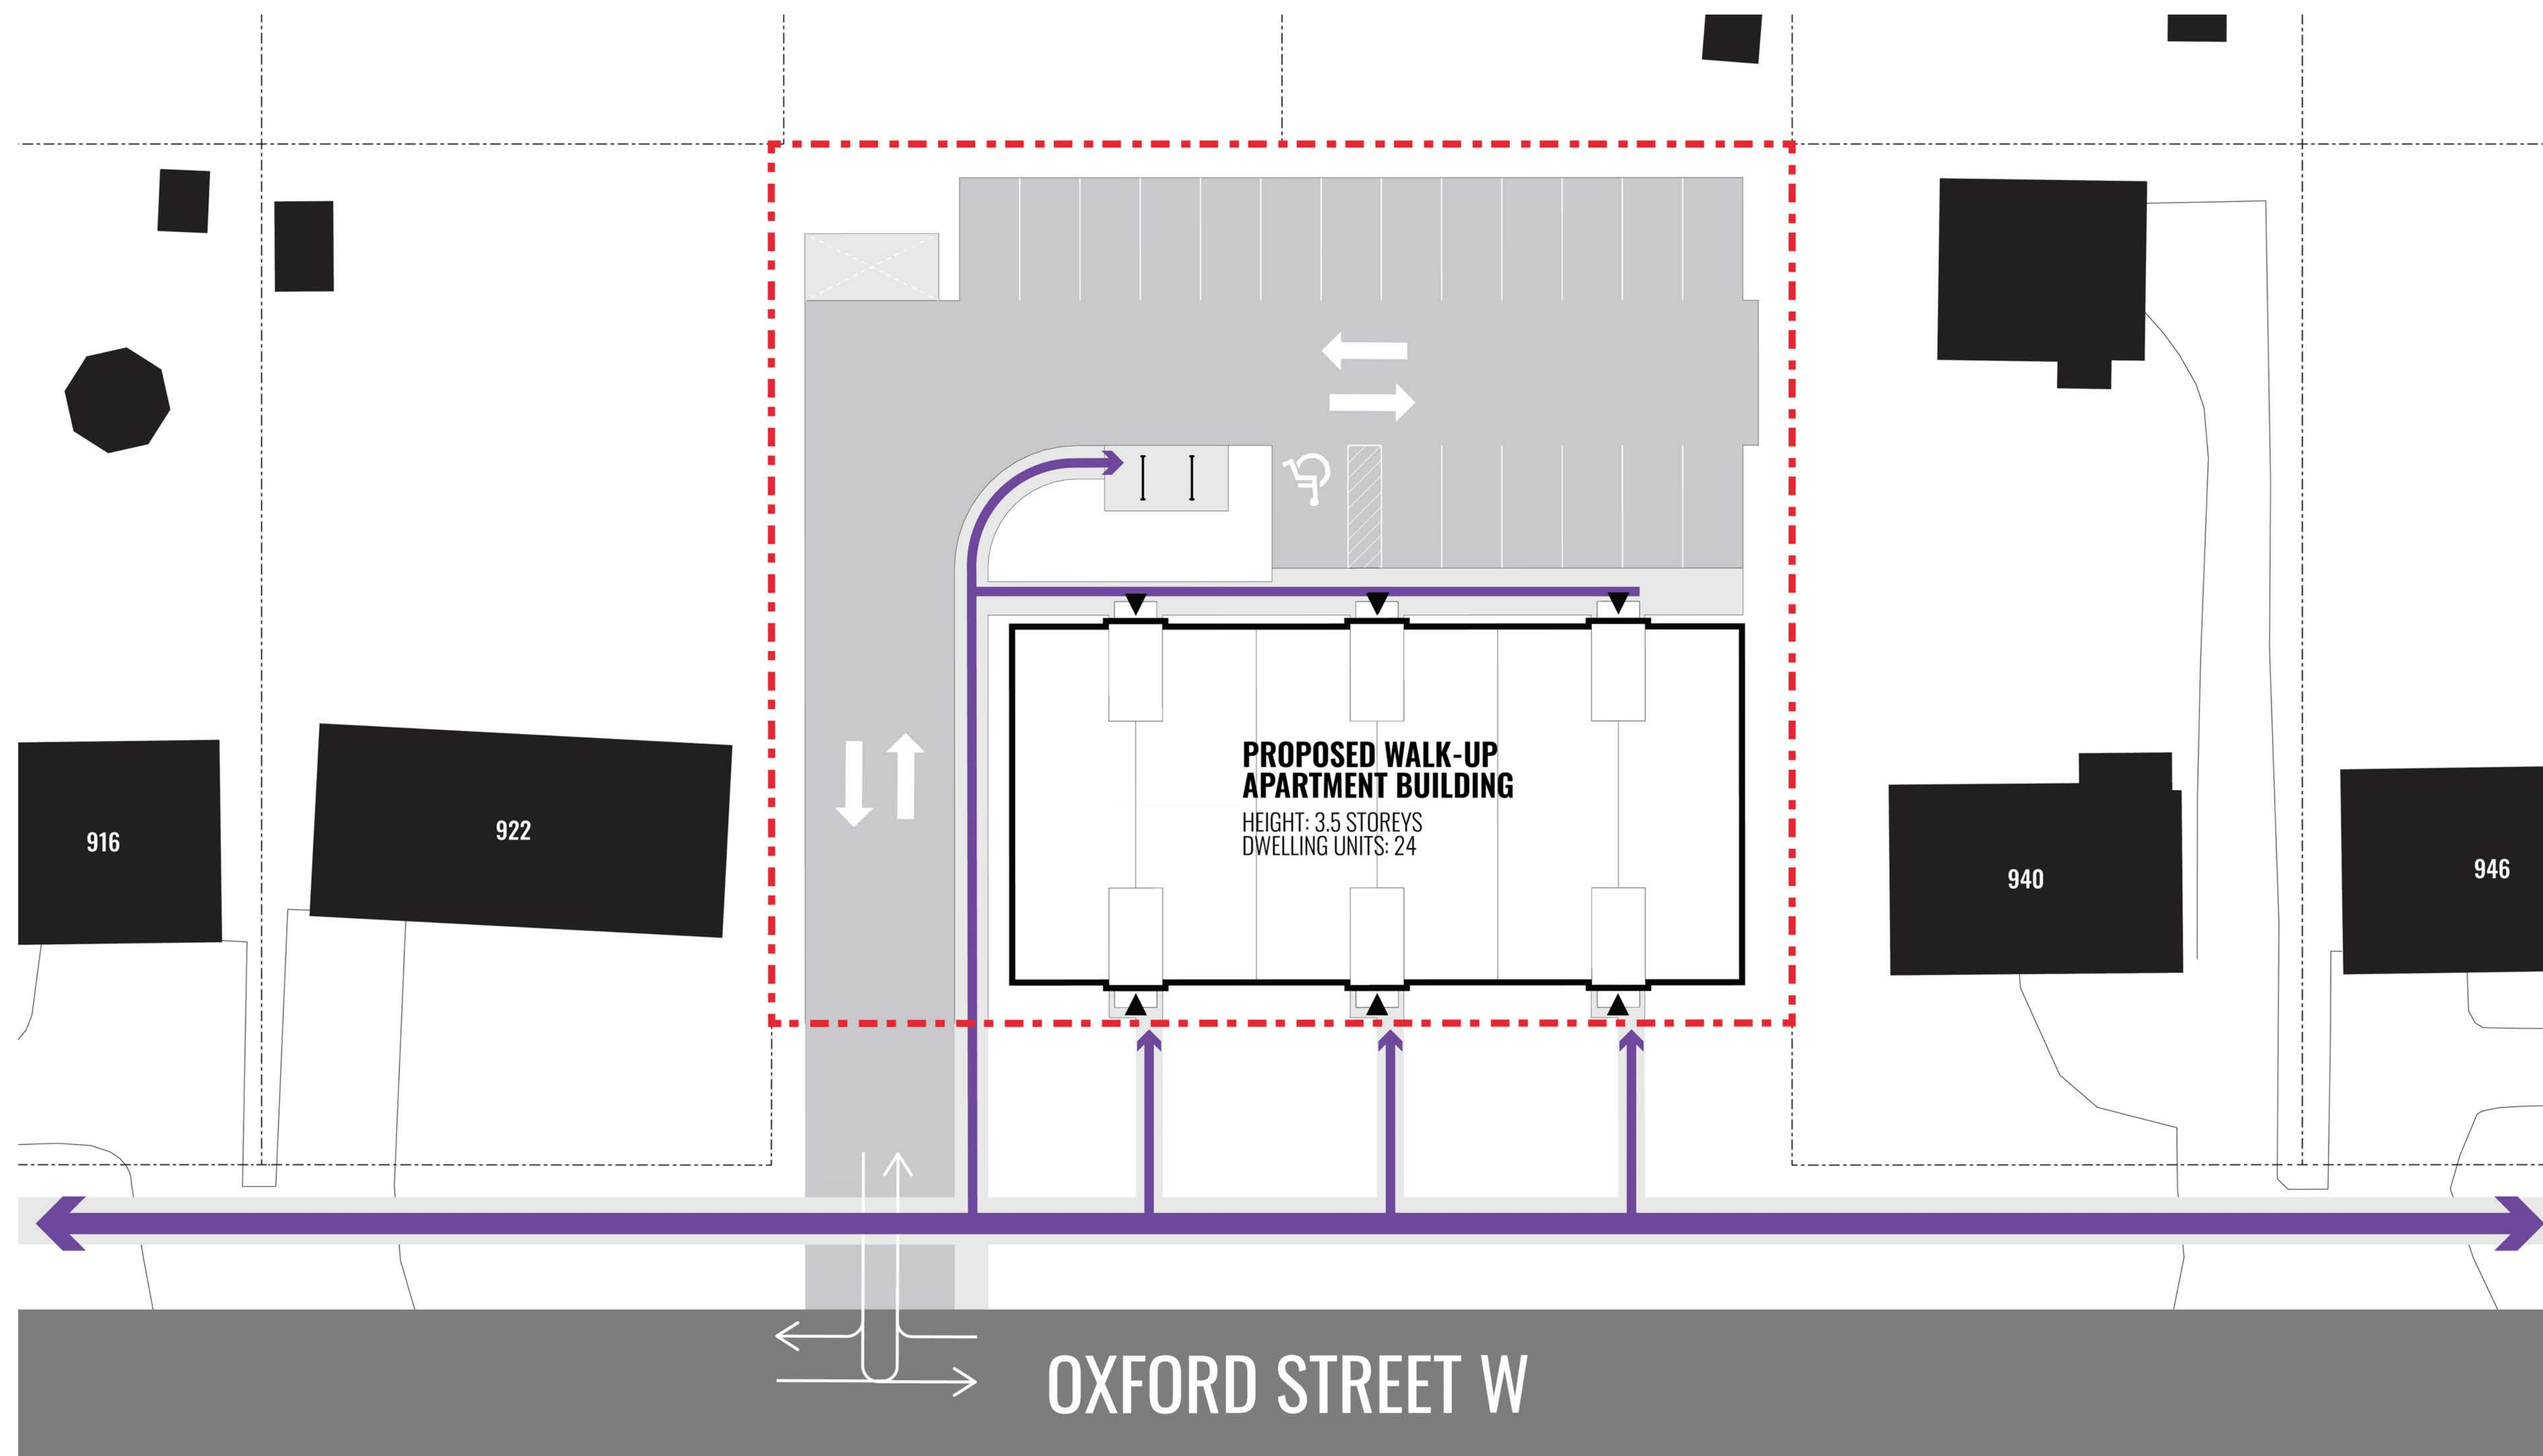 PROPOSED WALK-UP
APARTMENT BUILDING
HEIGHT: 3.5 STOREYS
DWELLING UNITS: 24
916
922
940
946
OXFORD STREET W